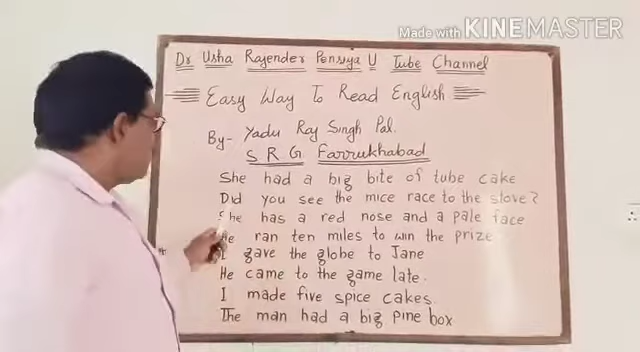 Made with KINEMASTER
Dr Usha Rajender Pensiya U Tube Channel
Easy Way To Read English
By- Yadu Raj Singh Pal.
S R G Farrukhabad
She had a big bite of tube cake
Did you see the mice race to the stove?
She has a red nose and a pale face
He ran ten miles to win the prize
I gave the globe to Jane
He came to the game late.
I made five spice cakes.
The man had a big pine box